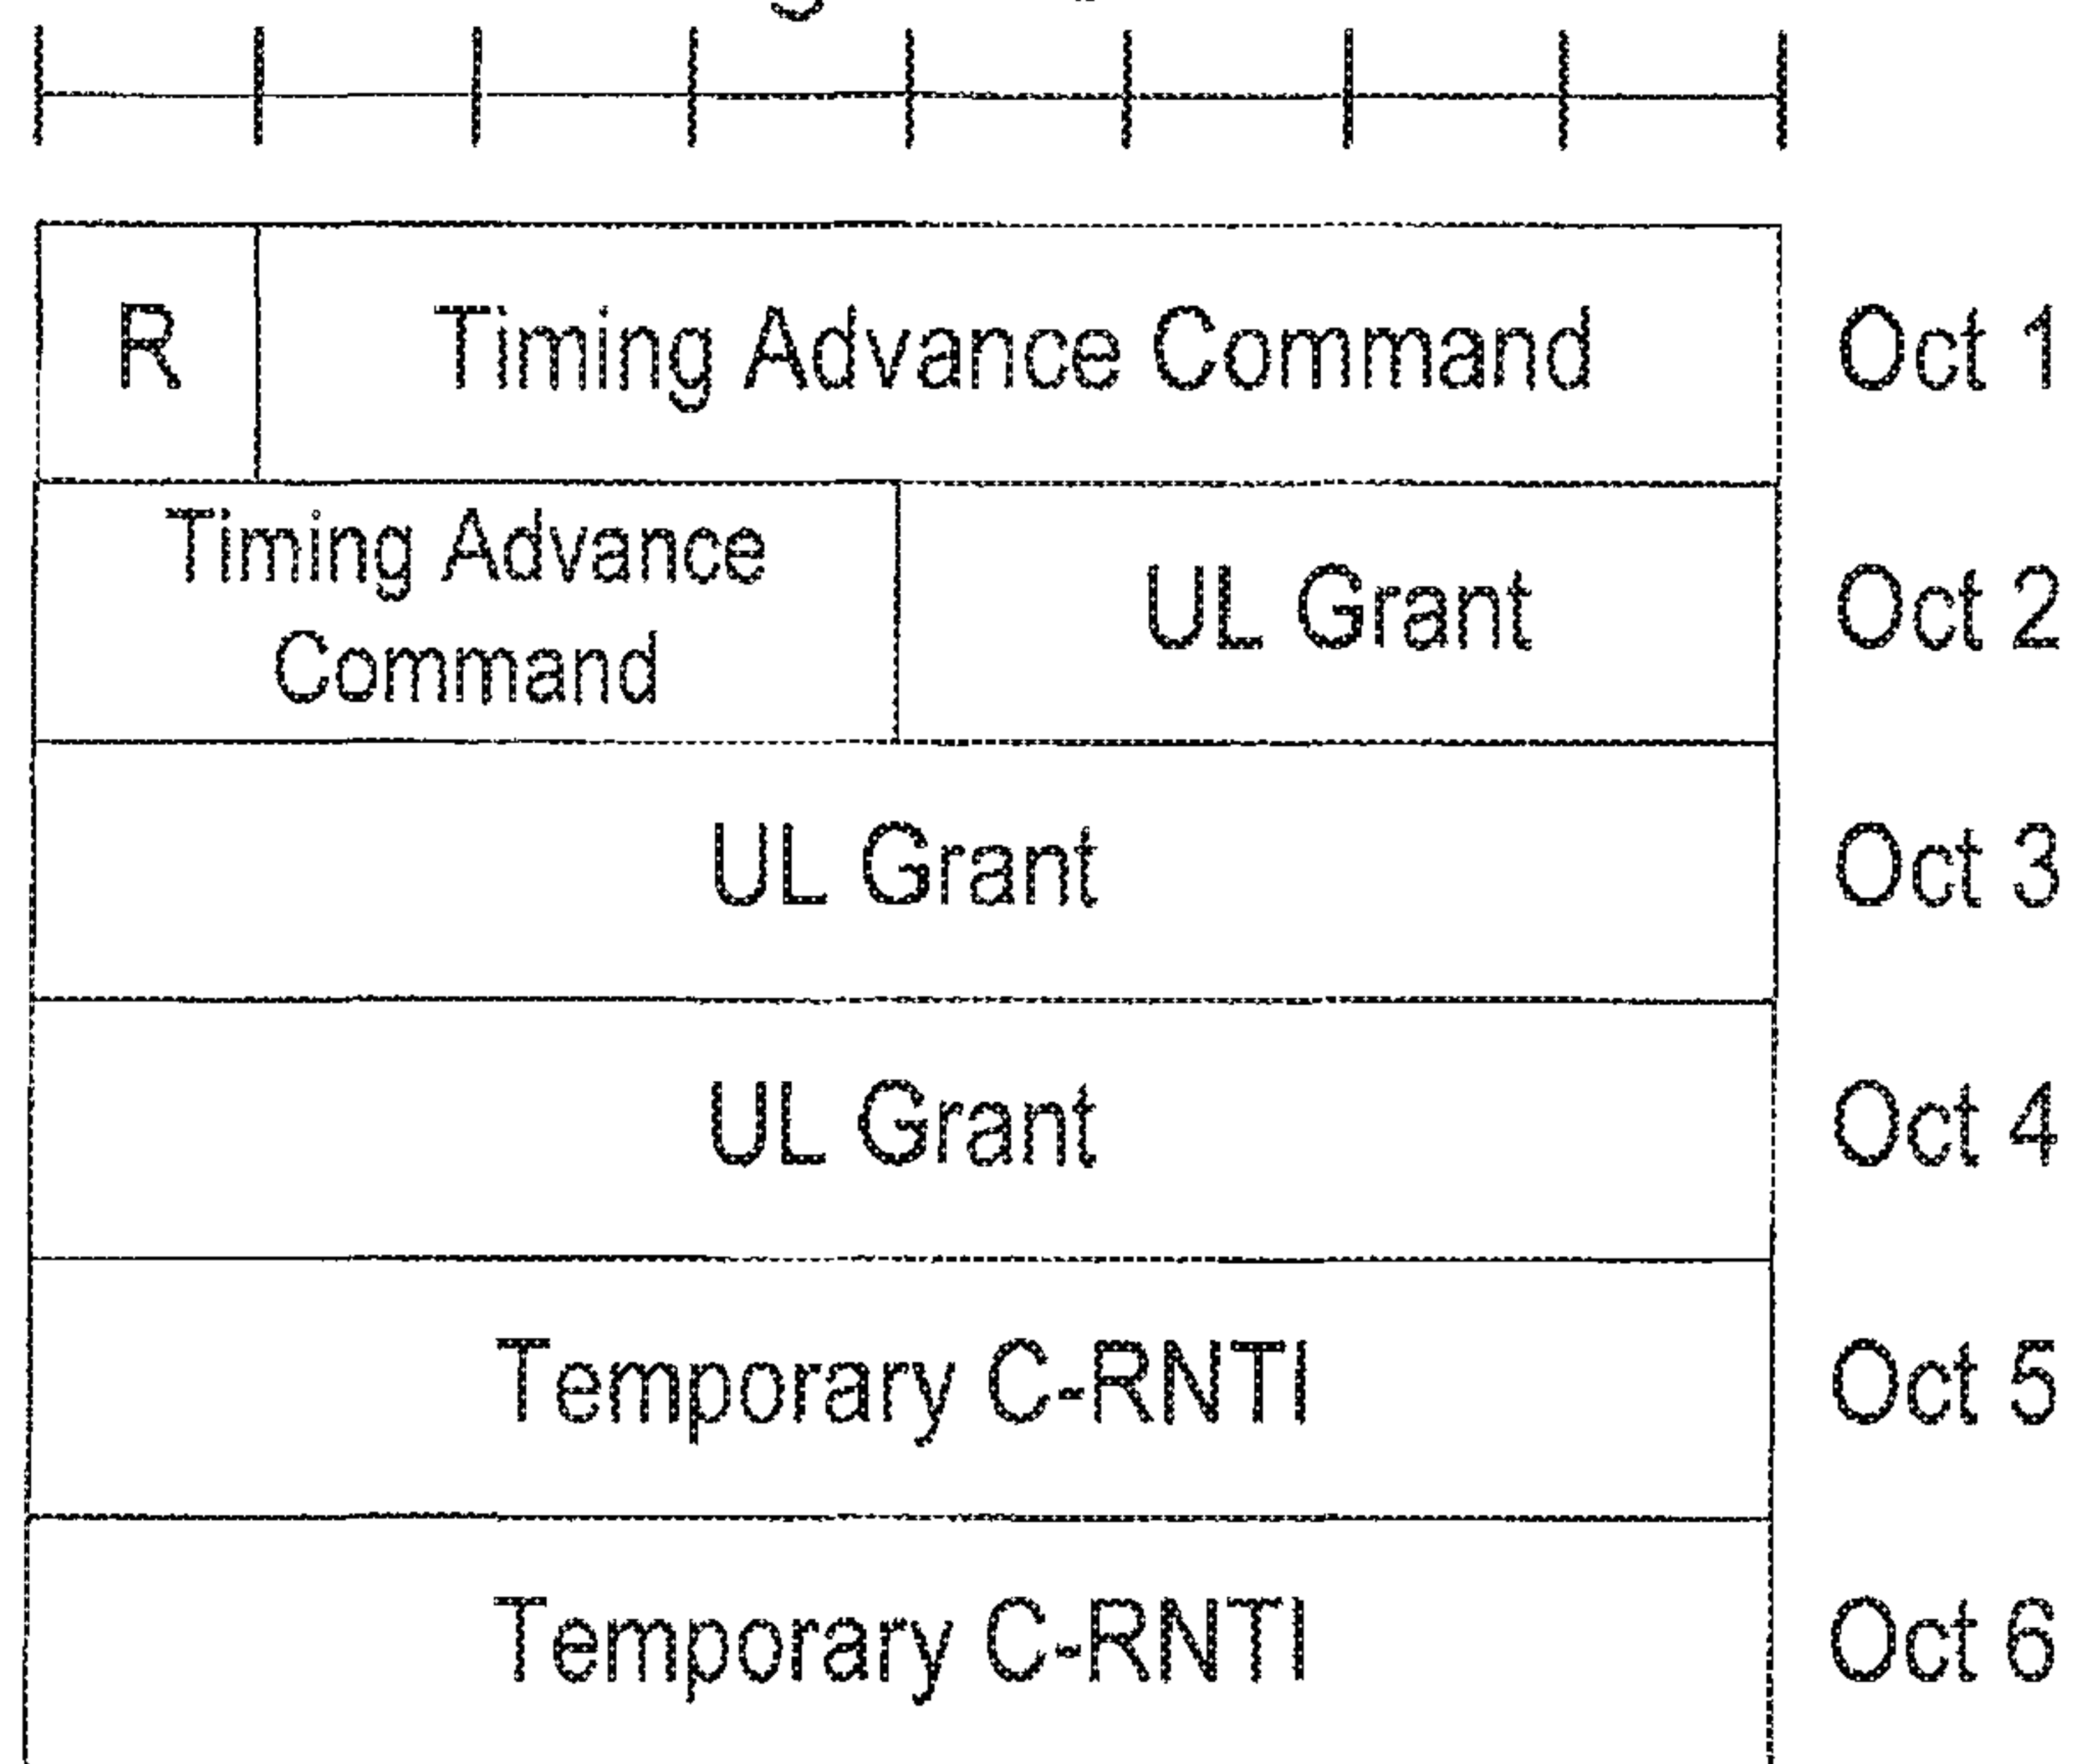 R Timing Advance Command Oct 1
Timing Advance
Command
UL Grant Oct 2
UL Grant Oct 3
UL Grant Oct 4
Temporary C-RNTI Oct 5
Temporary C-RNTI Oct 6